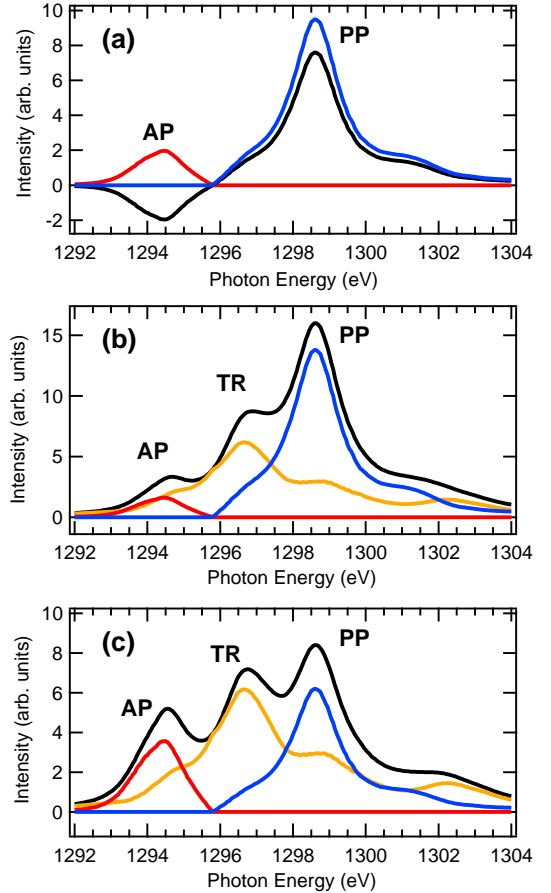 10
8
6
4
2
0
-2
Intensity (arb. units)
(a)
AP
PP
1292 1294 1296 1298 1300 1302 1304
Photon Energy (eV)
15
10
5
0
Intensity (arb. units)
(b)
AP
TR
PP
1292 1294 1296 1298 1300 1302 1304
Photon Energy (eV)
10
8
6
4
2
0
Intensity (arb. units)
(c)
AP
TR
PP
1292 1294 1296 1298 1300 1302 1304
Photon Energy (eV)